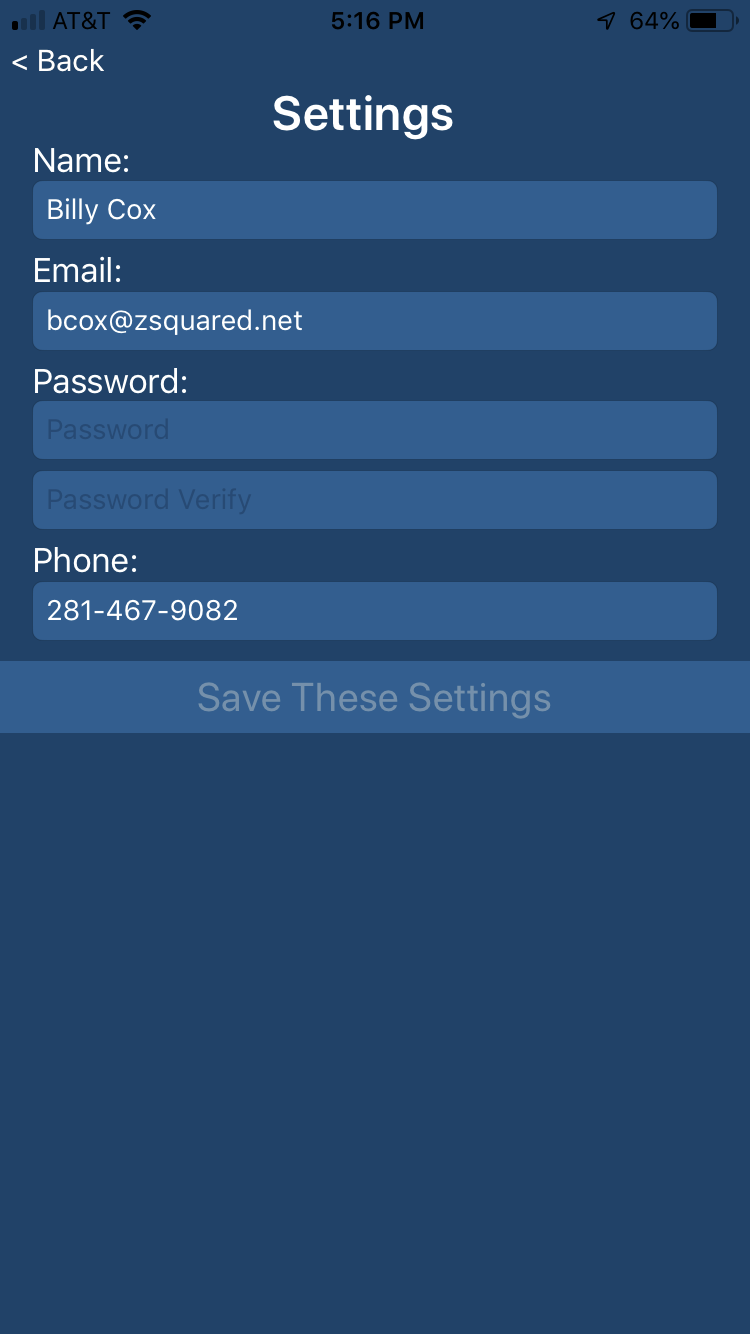 AT&T 5:16 PM 64%
< Back
Settings
Name:
Billy Cox
Email:
bcox@zsquared.net
Password:
Password
Password Verify
Phone:
281-467-9082
Save These Settings